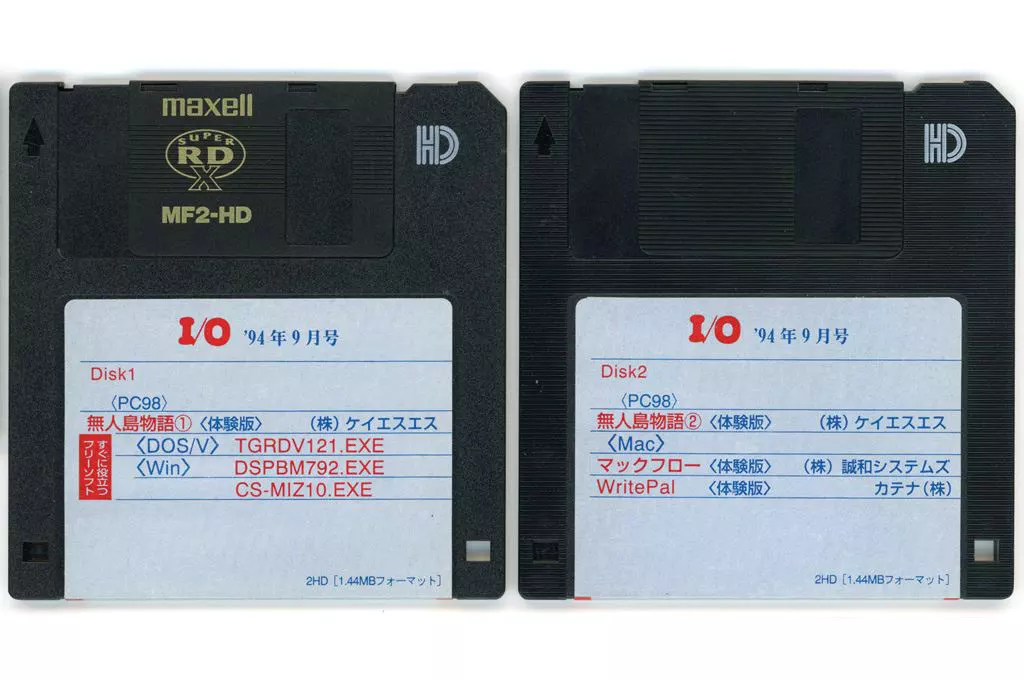 maxell
SUPER
RD
X
MF2-HD
HD
I/O '94年9月号
Disk1
〈PC98〉
無人島物語① 〈体験版〉 (株) ケイエスエス
すぐに役立つ
フリーソフト
〈DOS/V〉 TGRDV121.EXE
〈Win〉 DSPBM792.EXE
CS-MIZ10.EXE
2HD [1.44MBフォーマット]
HD
I/O '94年9月号
Disk2
〈PC98〉
無人島物語② 〈体験版〉 (株) ケイエスエス
〈Mac〉
マックフロー 〈体験版〉 (株) 誠和システムズ
WritePal 〈体験版〉 カテナ(株)
2HD [1.44MBフォーマット]